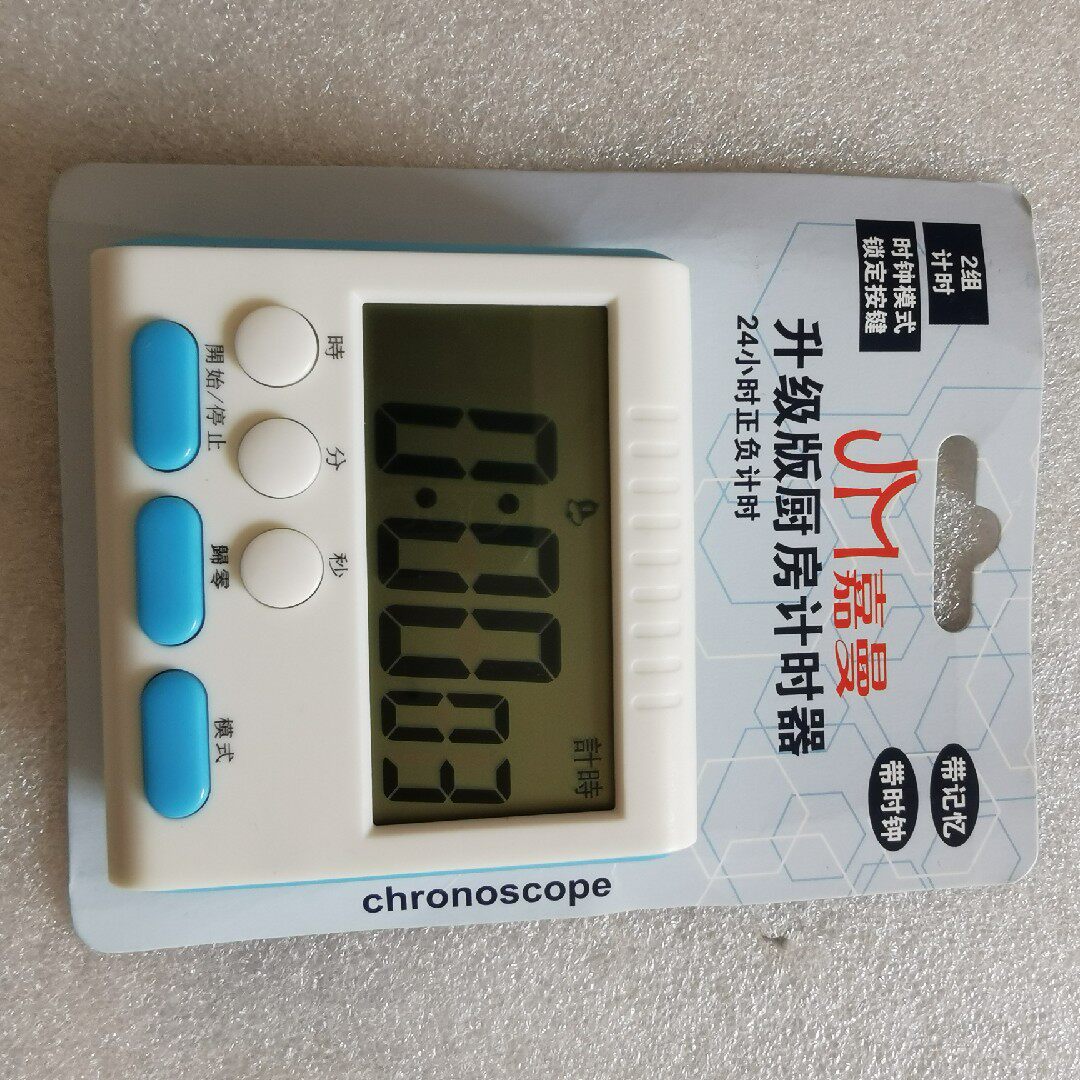 2组
计时
时钟模式
锁定按键
带记忆
带时钟
JM嘉曼
升级版厨房计时器
24小时正负计时
計時
0:00 03
時 分 秒
開始/停止 歸零 模式
chronoscope